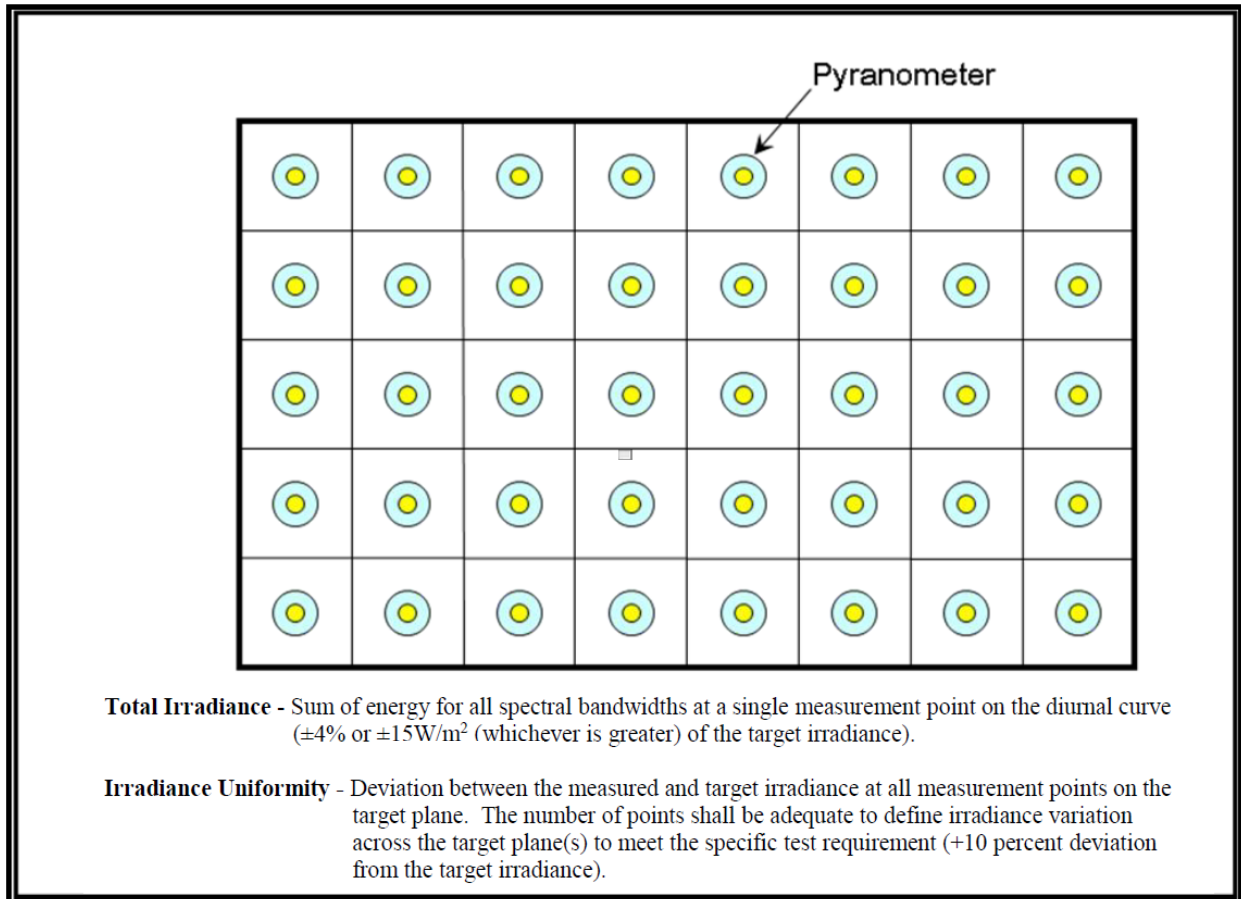 Pyranometer
Total Irradiance - Sum of energy for all spectral bandwidths at a single measurement point on the diurnal curve
(±4% or ±15W/m² (whichever is greater) of the target irradiance).
Irradiance Uniformity - Deviation between the measured and target irradiance at all measurement points on the
target plane. The number of points shall be adequate to define irradiance variation
across the target plane(s) to meet the specific test requirement (+10 percent deviation
from the target irradiance).